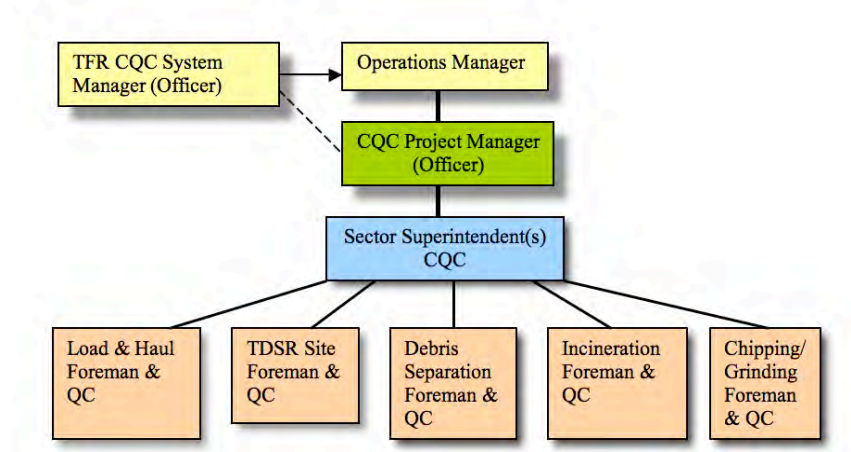 TFR CQC System
Manager (Officer)
Operations Manager
CQC Project Manager
(Officer)
Sector Superintendent(s)
CQC
Load & Haul
Foreman &
QC
TDSR Site
Foreman &
QC
Debris
Separation
Foreman &
QC
Incineration
Foreman &
QC
Chipping/
Grinding
Foreman
& QC